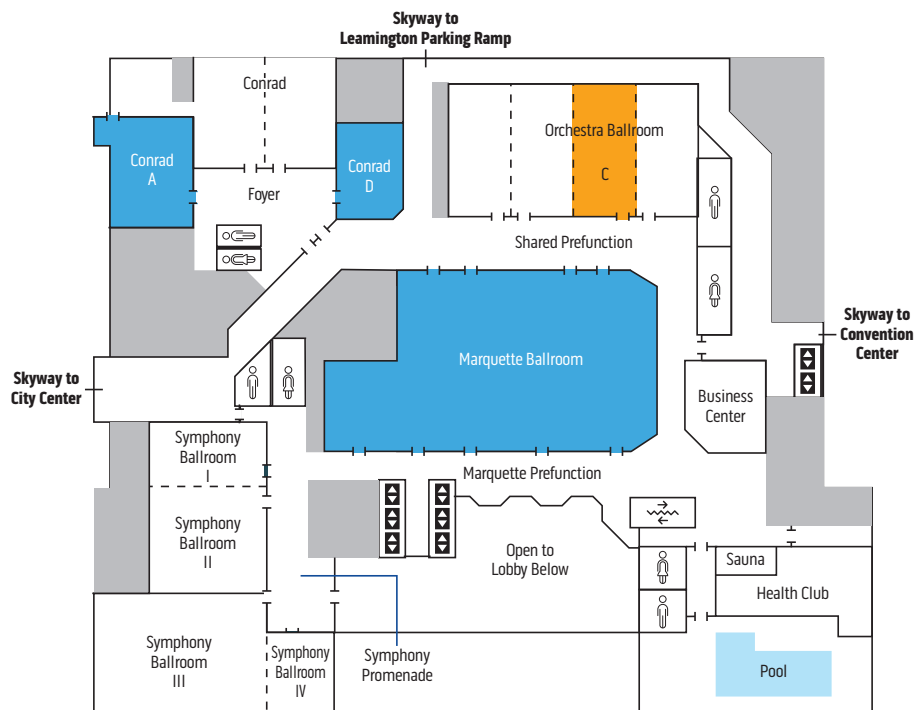 Skyway to
Leamington Parking Ramp
Conrad
Orchestra Ballroom
Conrad
A
Conrad
D
C
Foyer
Shared Prefunction
Skyway to
Convention
Center
Marquette Ballroom
Skyway to
City Center
Business
Center
Symphony
Ballroom
I
Marquette Prefunction
Symphony
Ballroom
II
Open to
Lobby Below
Sauna
Health Club
Symphony
Ballroom
III
Symphony
Ballroom
IV
Symphony
Promenade
Pool